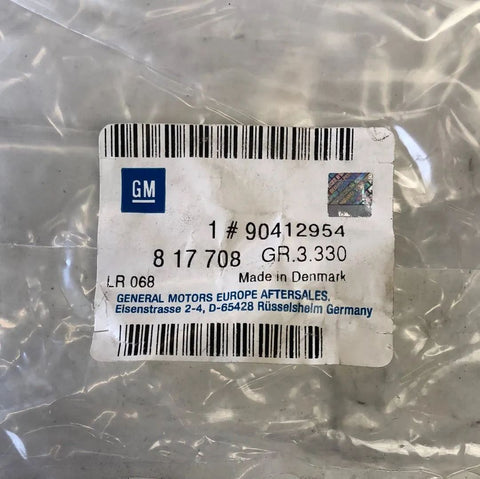 GM
1 # 90412954
8 17 708 GR.3.330
LR 068 Made in Denmark
GENERAL MOTORS EUROPE AFTERSALES,
Eisenstrasse 2-4, D-65428 Rüsselsheim Germany